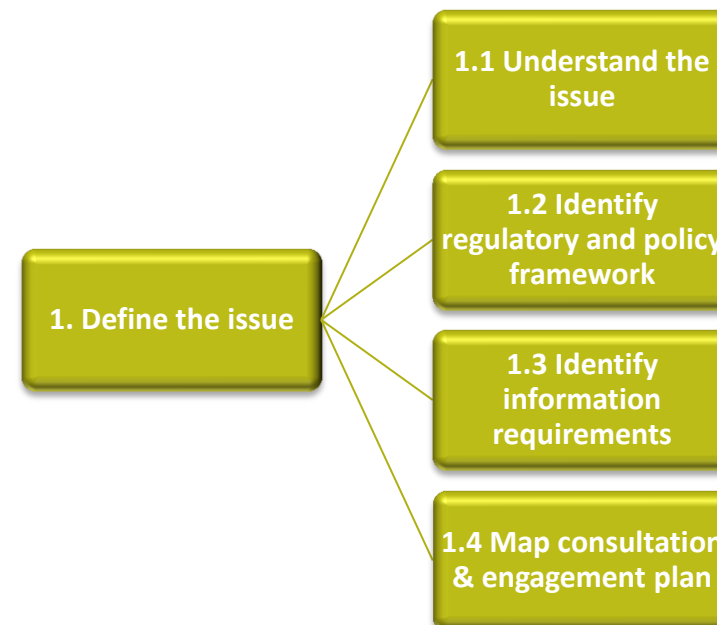 1.1 Understand the
issue
1.2 Identify
regulatory and policy
framework
1. Define the issue
1.3 Identify
information
requirements
1.4 Map consultation
& engagement plan